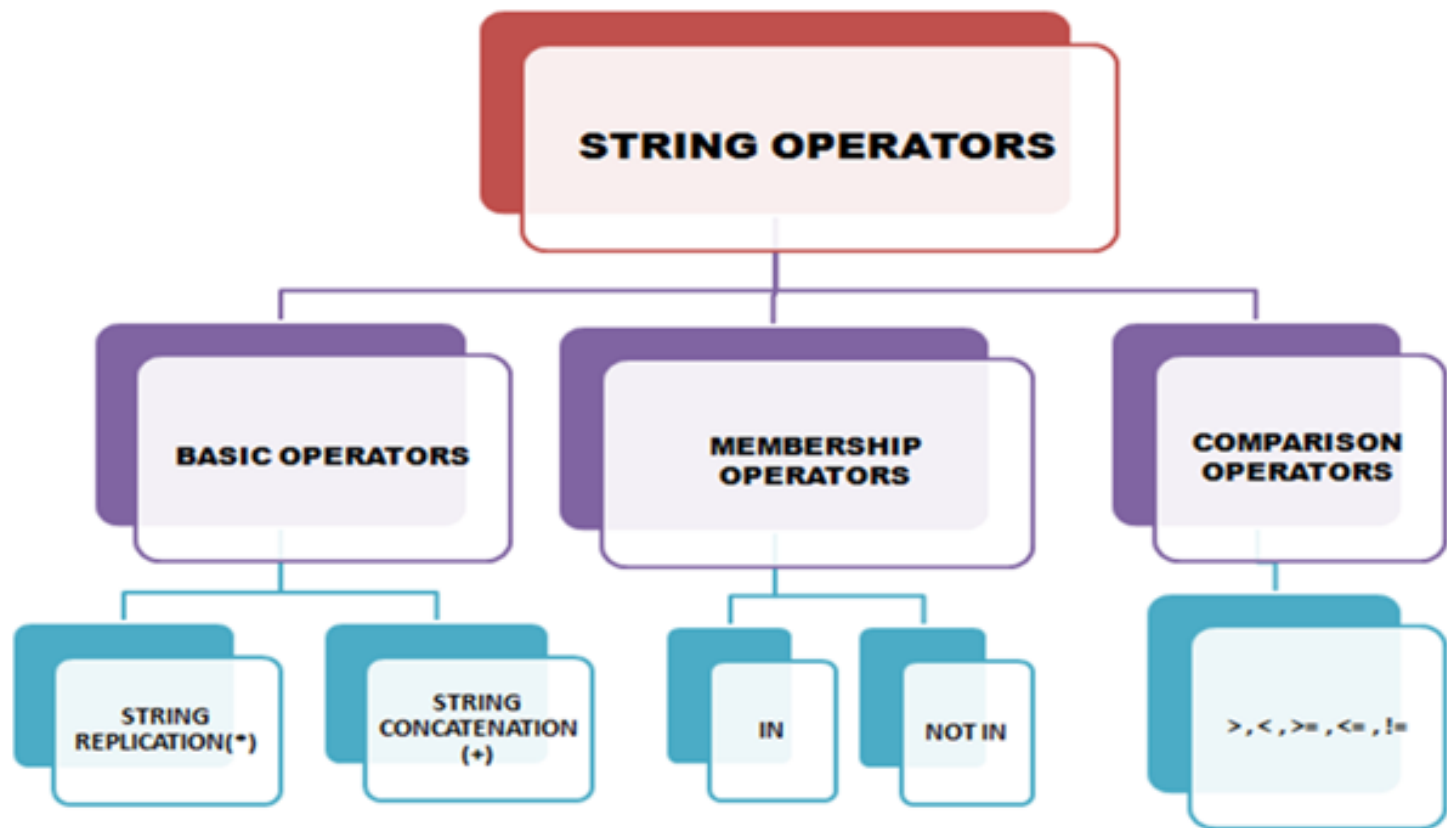 STRING OPERATORS
BASIC OPERATORS
MEMBERSHIP
OPERATORS
COMPARISON
OPERATORS
STRING
REPLICATION(*)
STRING
CONCATENATION
(+)
IN
NOT IN
>,<,>=,<=,!=